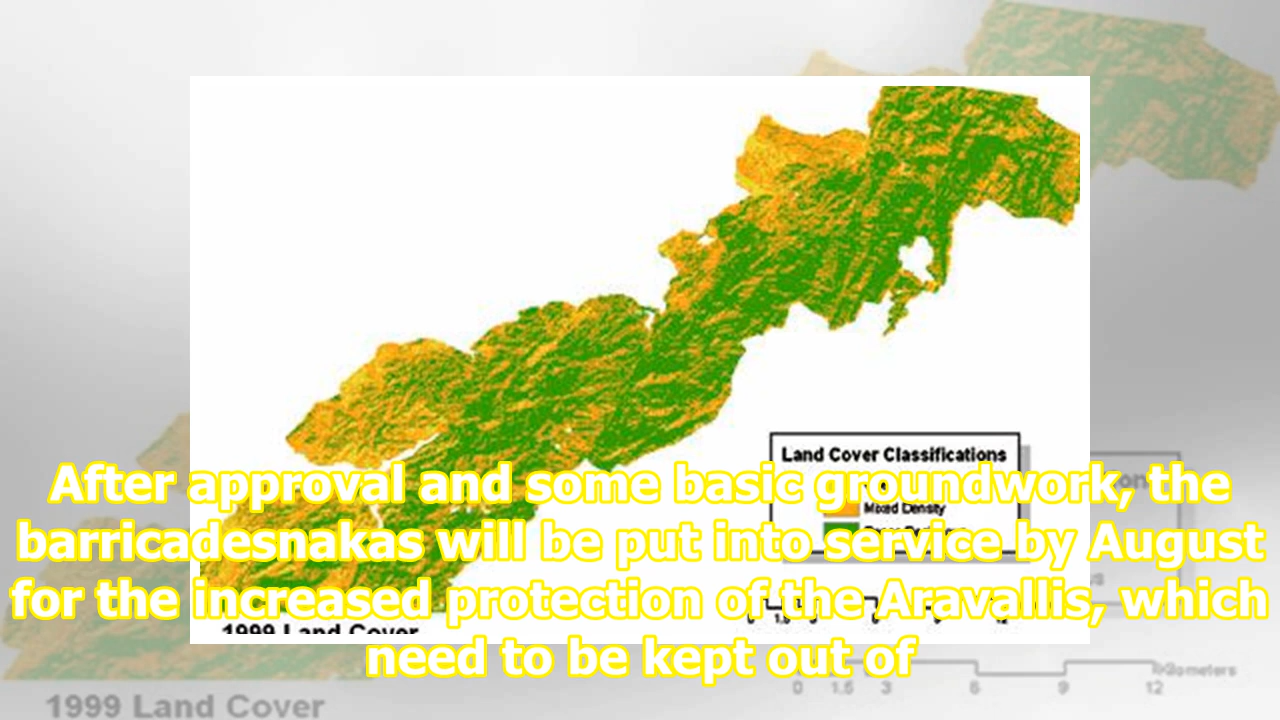 Land Cover Classifications
After approval and some basic groundwork, the
Mixed Density
barricadesnakas will be put into service by August
for the increased protection of the Aravallis, which
1999 Land Cover
need to be kept out of
0 1.5 3 6 9 12
1999 Land Cover